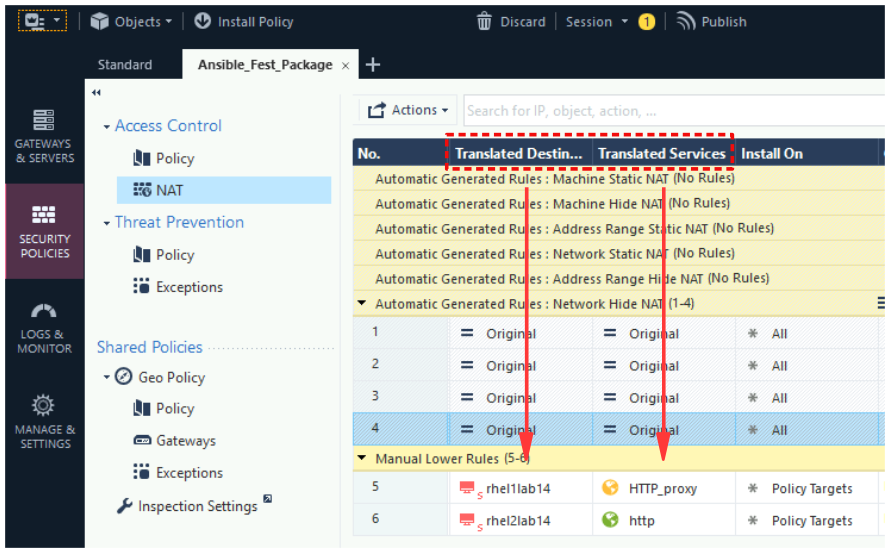 Objects
Install Policy
Discard
Session
1
Publish
Standard
Ansible_Fest_Package
GATEWAYS
& SERVERS
SECURITY
POLICIES
LOGS &
MONITOR
MANAGE &
SETTINGS
Access Control
Policy
NAT
Threat Prevention
Policy
Exceptions
Shared Policies
Geo Policy
Policy
Gateways
Exceptions
Inspection Settings
Actions
Search for IP, object, action, ...
No. Translated Destin... Translated Services Install On
Automatic Generated Rules : Machine Static NAT (No Rules)
Automatic Generated Rules : Machine Hide NAT (No Rules)
Automatic Generated Rules : Address Range Static NAT (No Rules)
Automatic Generated Rules : Network Static NAT (No Rules)
Automatic Generated Rules : Address Range Hide NAT (No Rules)
Automatic Generated Rules : Network Hide NAT (1-4)
1 = Original = Original * All
2 = Original = Original * All
3 = Original = Original * All
4 = Original = Original * All
Manual Lower Rules (5-6)
5 S rhel1lab14 HTTP_proxy * Policy Targets
6 S rhel2lab14 http * Policy Targets